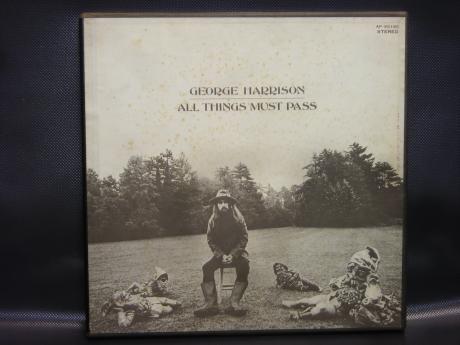 STEREO
GEORGE HARRISON
ALL THINGS MUST PASS